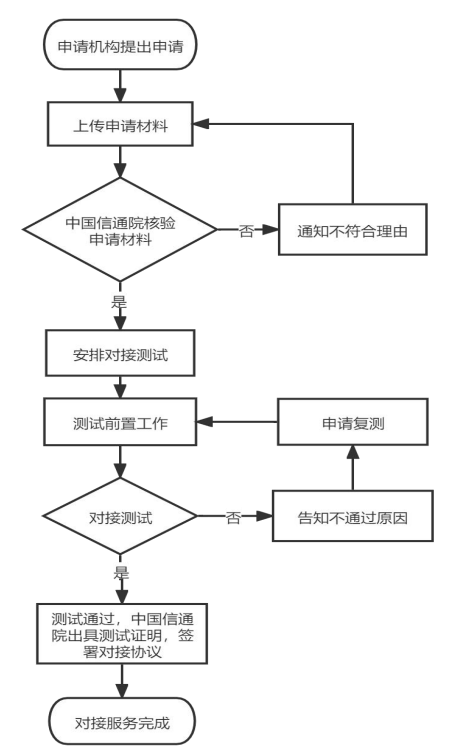 申请机构提出申请
上传申请材料
中国信通院核验
申请材料
否
通知不符合理由
是
安排对接测试
测试前置工作
申请复测
对接测试
否
告知不通过原因
是
测试通过，中国信通
院出具测试证明，签
署对接协议
对接服务完成